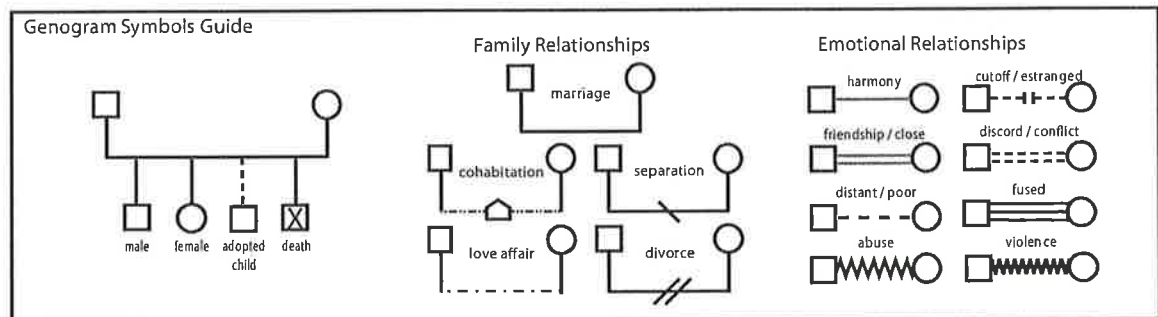 Genogram Symbols Guide
male
female
adopted
child
death
Family Relationships
marriage
cohabitation
separation
love affair
divorce
Emotional Relationships
harmony
cutoff / estranged
friendship / close
discord / conflict
distant / poor
fused
abuse
violence